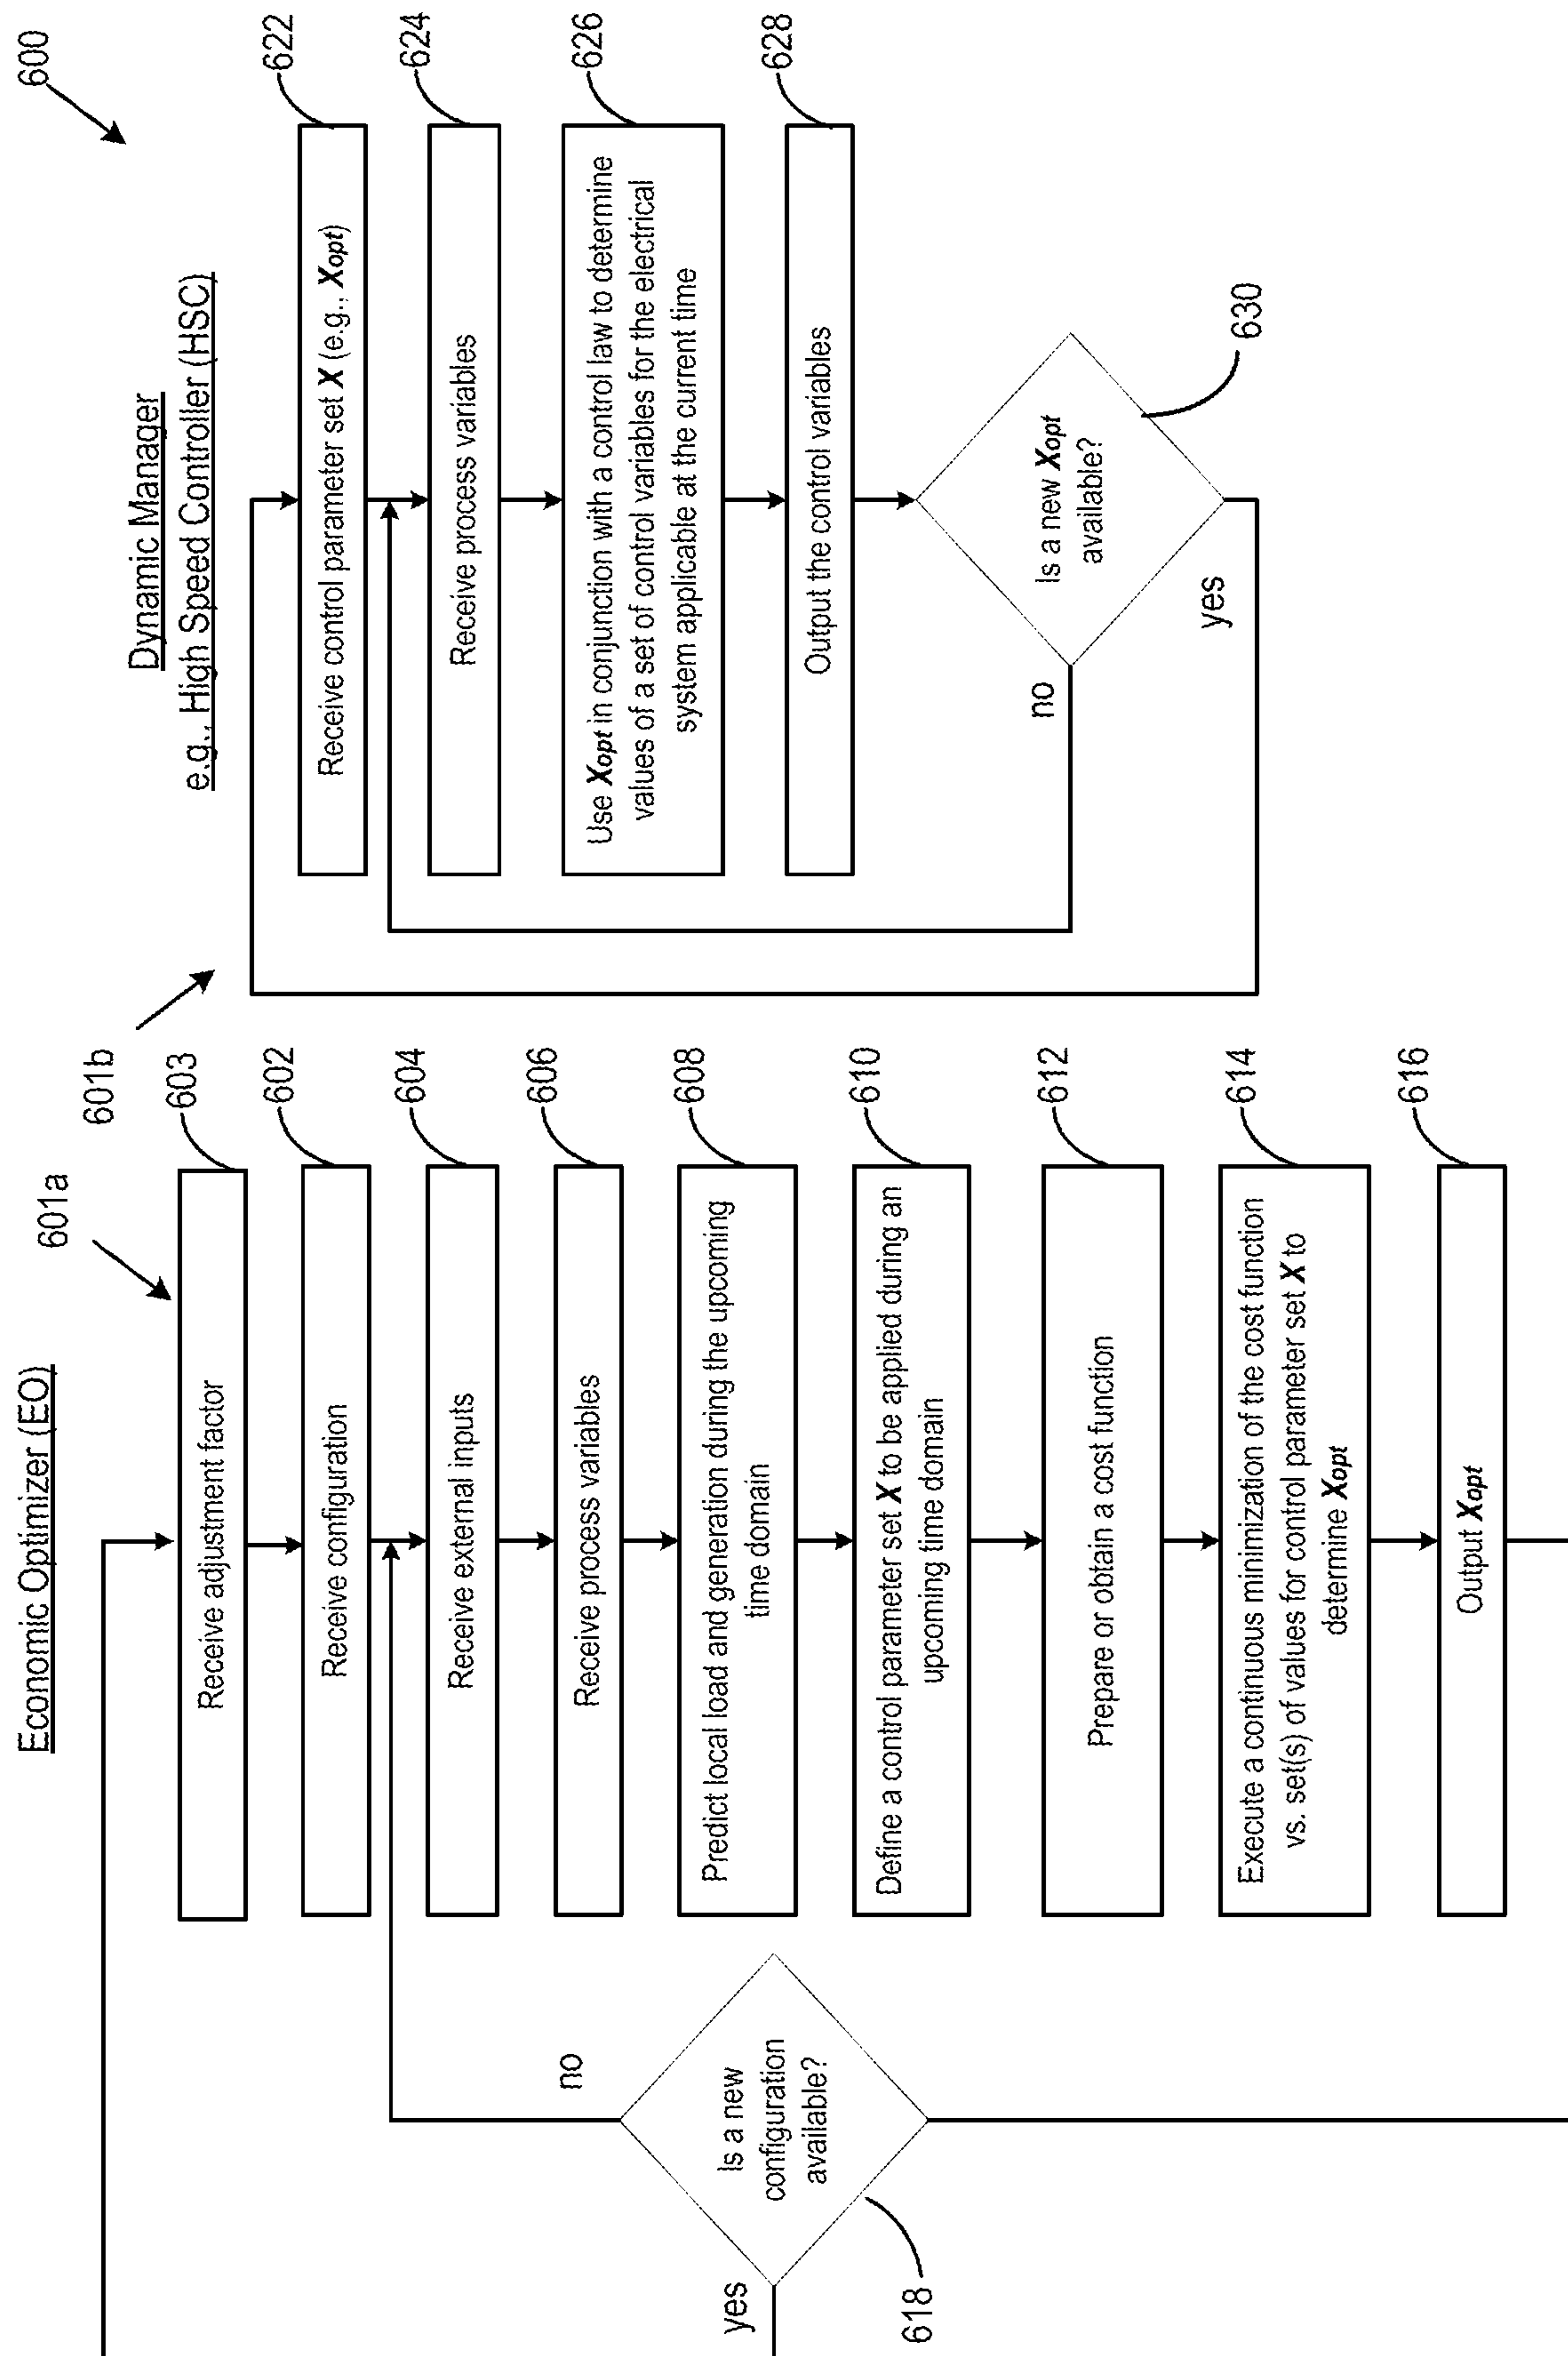 600
Economic Optimizer (EO)
601a
603
Receive adjustment factor
602
Receive configuration
604
Receive external inputs
606
Receive process variables
608
Predict local load and generation during the upcoming
time domain
610
Define a control parameter set X to be applied during an
upcoming time domain
612
Prepare or obtain a cost function
614
Execute a continuous minimization of the cost function
vs. set(s) of values for control parameter set X to
determine Xopt
616
Output Xopt
no
Is a new
configuration
available?
yes
618
601b
Dynamic Manager
e.g., High Speed Controller (HSC)
622
Receive control parameter set X (e.g., Xopt)
624
Receive process variables
626
Use Xopt in conjunction with a control law to determine
values of a set of control variables for the electrical
system applicable at the current time
628
Output the control variables
630
Is a new Xopt
available?
no
yes